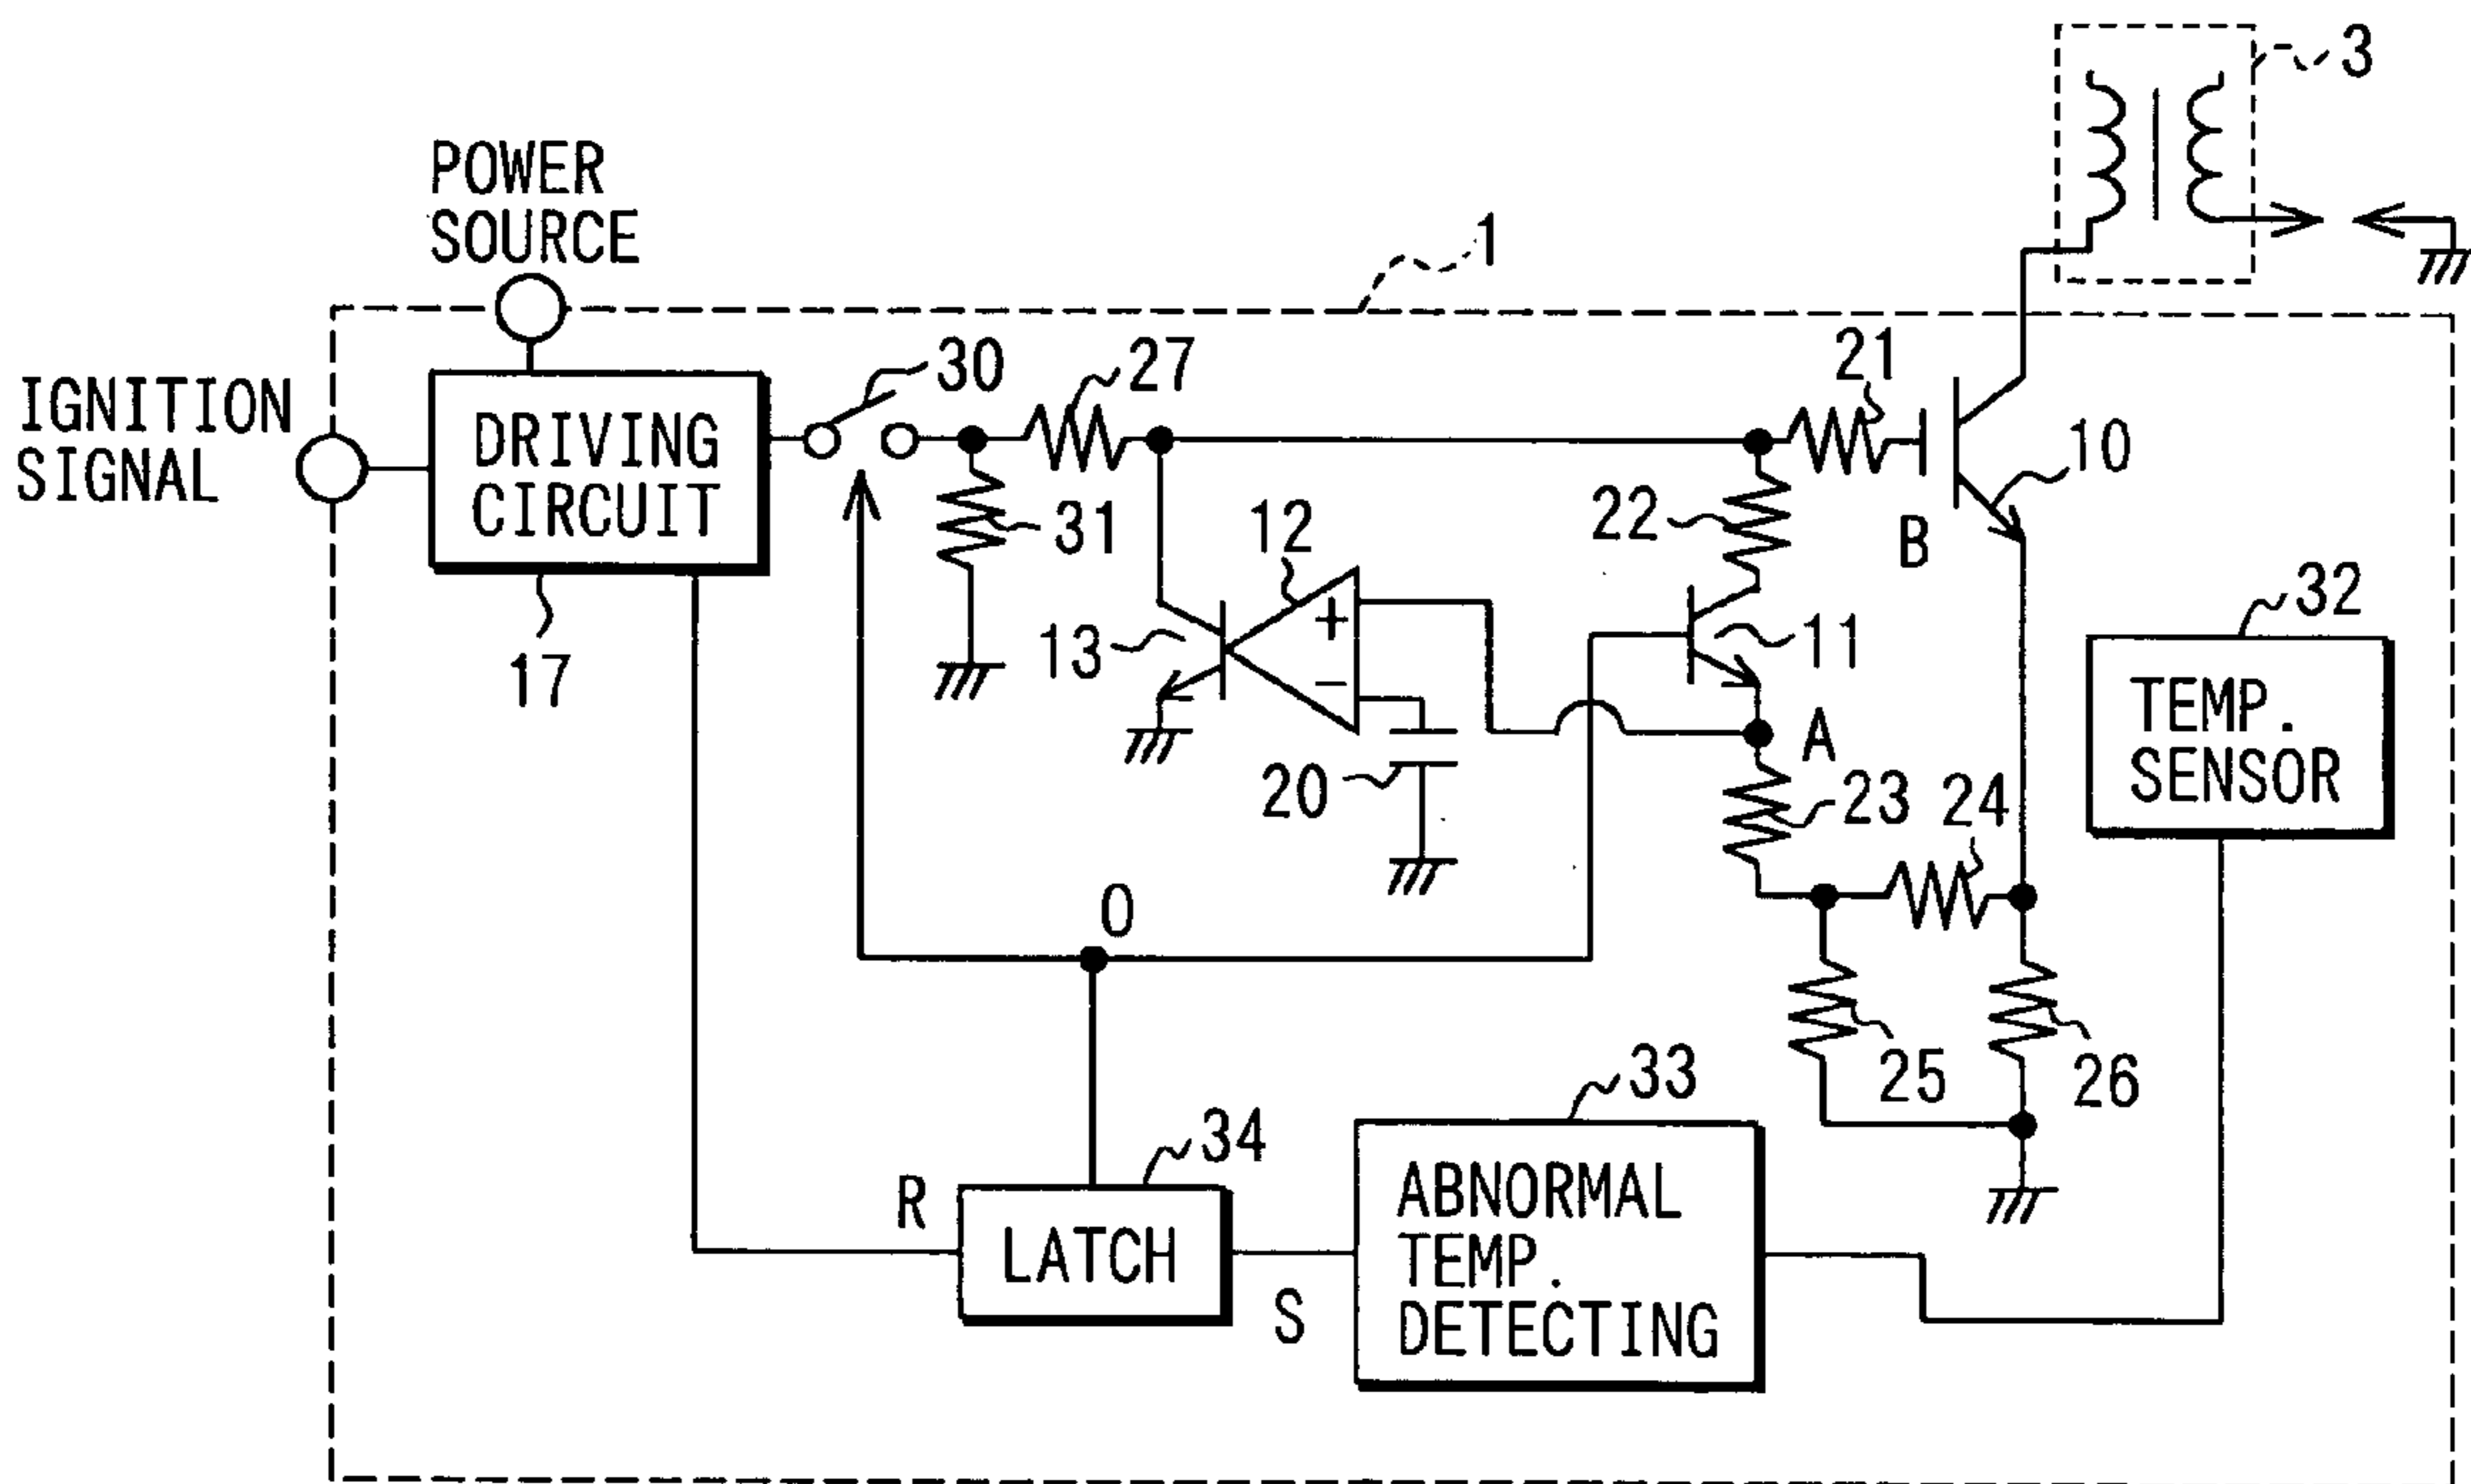 3
POWER
SOURCE
1
IGNITION
SIGNAL
DRIVING
CIRCUIT
30
27
21
10
31
12
22
B
32
17
13
+
−
11
A
TEMP.
SENSOR
20
23
24
O
25
26
33
34
R
LATCH
S
ABNORMAL
TEMP.
DETECTING